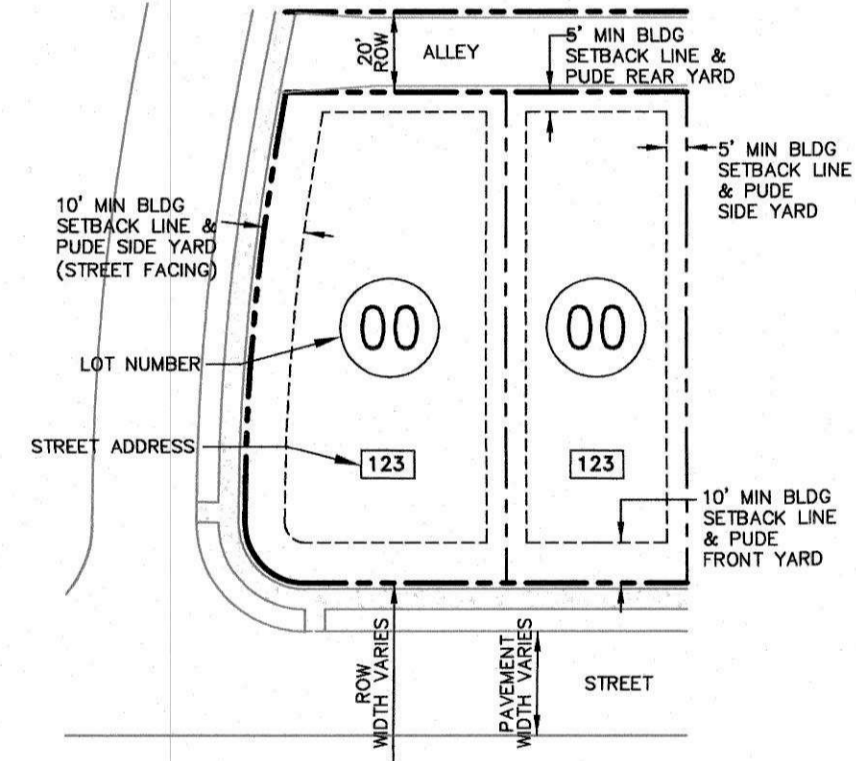 20'
ROW
ALLEY
5' MIN BLDG
SETBACK LINE &
PUDE REAR YARD
5' MIN BLDG
SETBACK LINE
& PUDE
SIDE YARD
10' MIN BLDG
SETBACK LINE &
PUDE SIDE YARD
(STREET FACING)
00
00
LOT NUMBER
STREET ADDRESS
123
123
10' MIN BLDG
SETBACK LINE
& PUDE
FRONT YARD
ROW
WIDTH VARIES
PAVEMENT
WIDTH VARIES
STREET